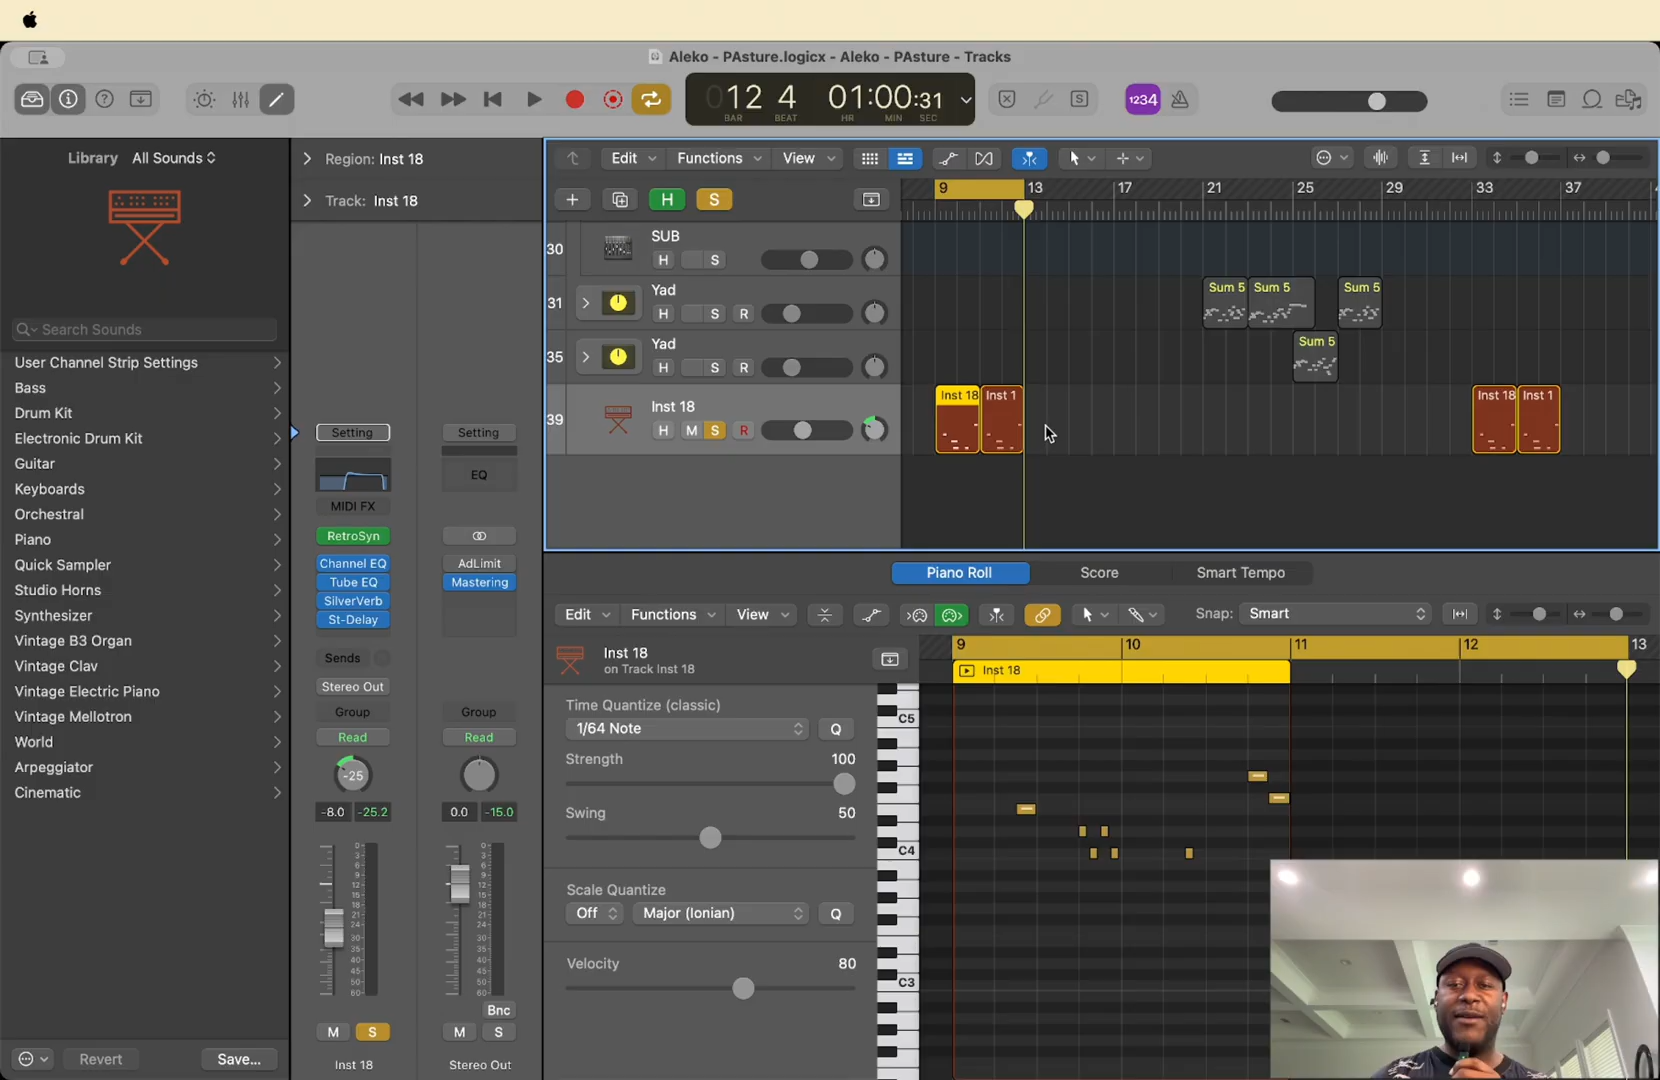 Aleko - PAsture.logicx - Aleko - PAsture - Tracks
12 4 01:00:31
BAR BEAT HR MIN SEC
1234
Library All Sounds
Search Sounds
User Channel Strip Settings
Bass
Drum Kit
Electronic Drum Kit
Guitar
Keyboards
Orchestral
Piano
Quick Sampler
Studio Horns
Synthesizer
Vintage B3 Organ
Vintage Clav
Vintage Electric Piano
Vintage Mellotron
World
Arpeggiator
Cinematic
Revert Save...
Region: Inst 18
Track: Inst 18
Setting Setting
EQ
MIDI FX
RetroSyn
Channel EQ AdLimit
Tube EQ Mastering
SilverVerb
St-Delay
Sends
Stereo Out
Group Group
Read Read
-25
-8.0 -25.2 0.0 -15.0
Bnc
M S M S
Inst 18 Stereo Out
Edit Functions View
H S
9 13 17 21 25 29 33 37
30 SUB
H S
31 Yad
H S R
Sum 5 Sum 5 Sum 5
35 Yad
H S R
Sum 5
39 Inst 18
H M S R
Inst 18 Inst 1 Inst 18 Inst 1
Piano Roll Score Smart Tempo
Edit Functions View Snap: Smart
Inst 18
on Track Inst 18
9 10 11 12 13
Inst 18
Time Quantize (classic)
1/64 Note Q
Strength 100
Swing 50
Scale Quantize
Off Major (Ionian) Q
Velocity 80
C5
C4
C3